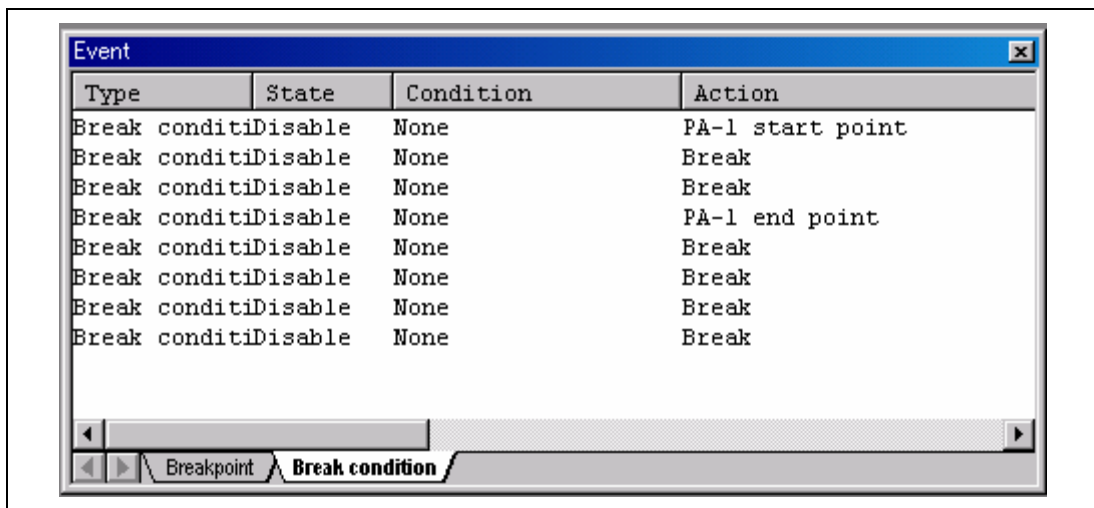 Event
Type State Condition Action
Break conditiDisable None PA-1 start point
Break conditiDisable None Break
Break conditiDisable None Break
Break conditiDisable None PA-1 end point
Break conditiDisable None Break
Break conditiDisable None Break
Break conditiDisable None Break
Break conditiDisable None Break
Breakpoint Break condition